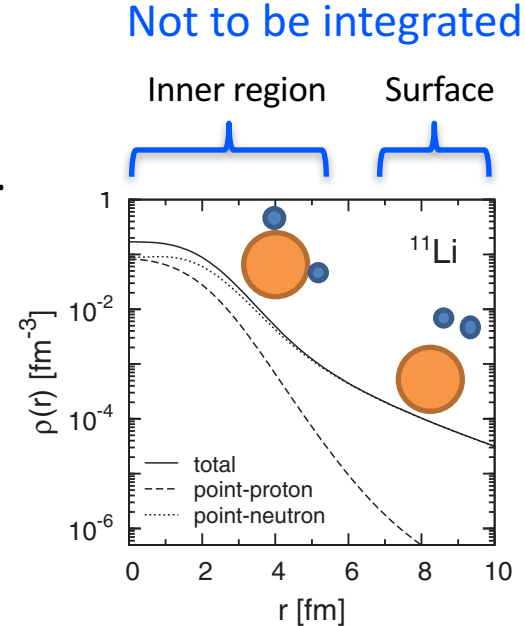 Not to be integrated
Inner region Surface
.
1
10-2
10-4
10-6
ρ(r) [fm-3]
11Li
total
point-proton
point-neutron
0 2 4 6 8 10
r [fm]